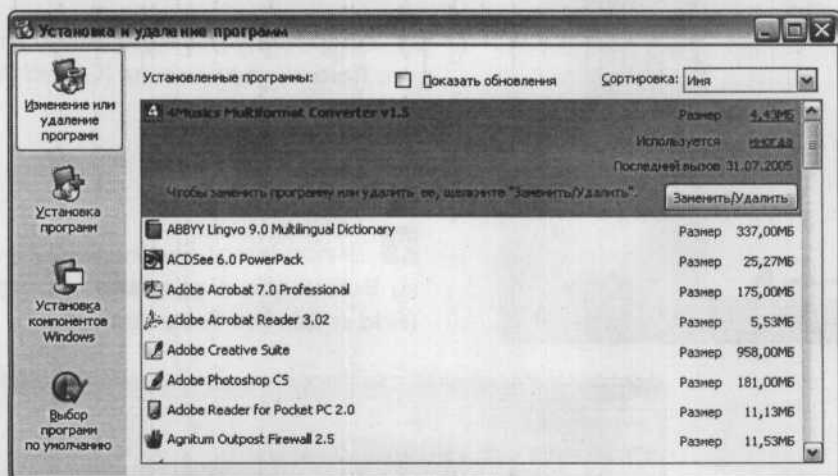 Установка и удаление программ
Изменение или
удаление
программ
Установка
программ
Установка
компонентов
Windows
Выбор
программ
по умолчанию
Установленные программы:
Показать обновления
Сортировка: Имя
4Musics Multiformat Converter v1.5
Размер 4,43МБ
Используется иногда
Последний вызов 31.07.2005
Чтобы заменить программу или удалить ее, щелкните "Заменить/Удалить".
Заменить/Удалить
ABBYY Lingvo 9.0 Multilingual Dictionary Размер 337,00МБ
ACDSee 6.0 PowerPack Размер 25,27МБ
Adobe Acrobat 7.0 Professional Размер 175,00МБ
Adobe Acrobat Reader 3.02 Размер 5,53МБ
Adobe Creative Suite Размер 958,00МБ
Adobe Photoshop CS Размер 181,00МБ
Adobe Reader for Pocket PC 2.0 Размер 11,13МБ
Agnitum Outpost Firewall 2.5 Размер 11,53МБ